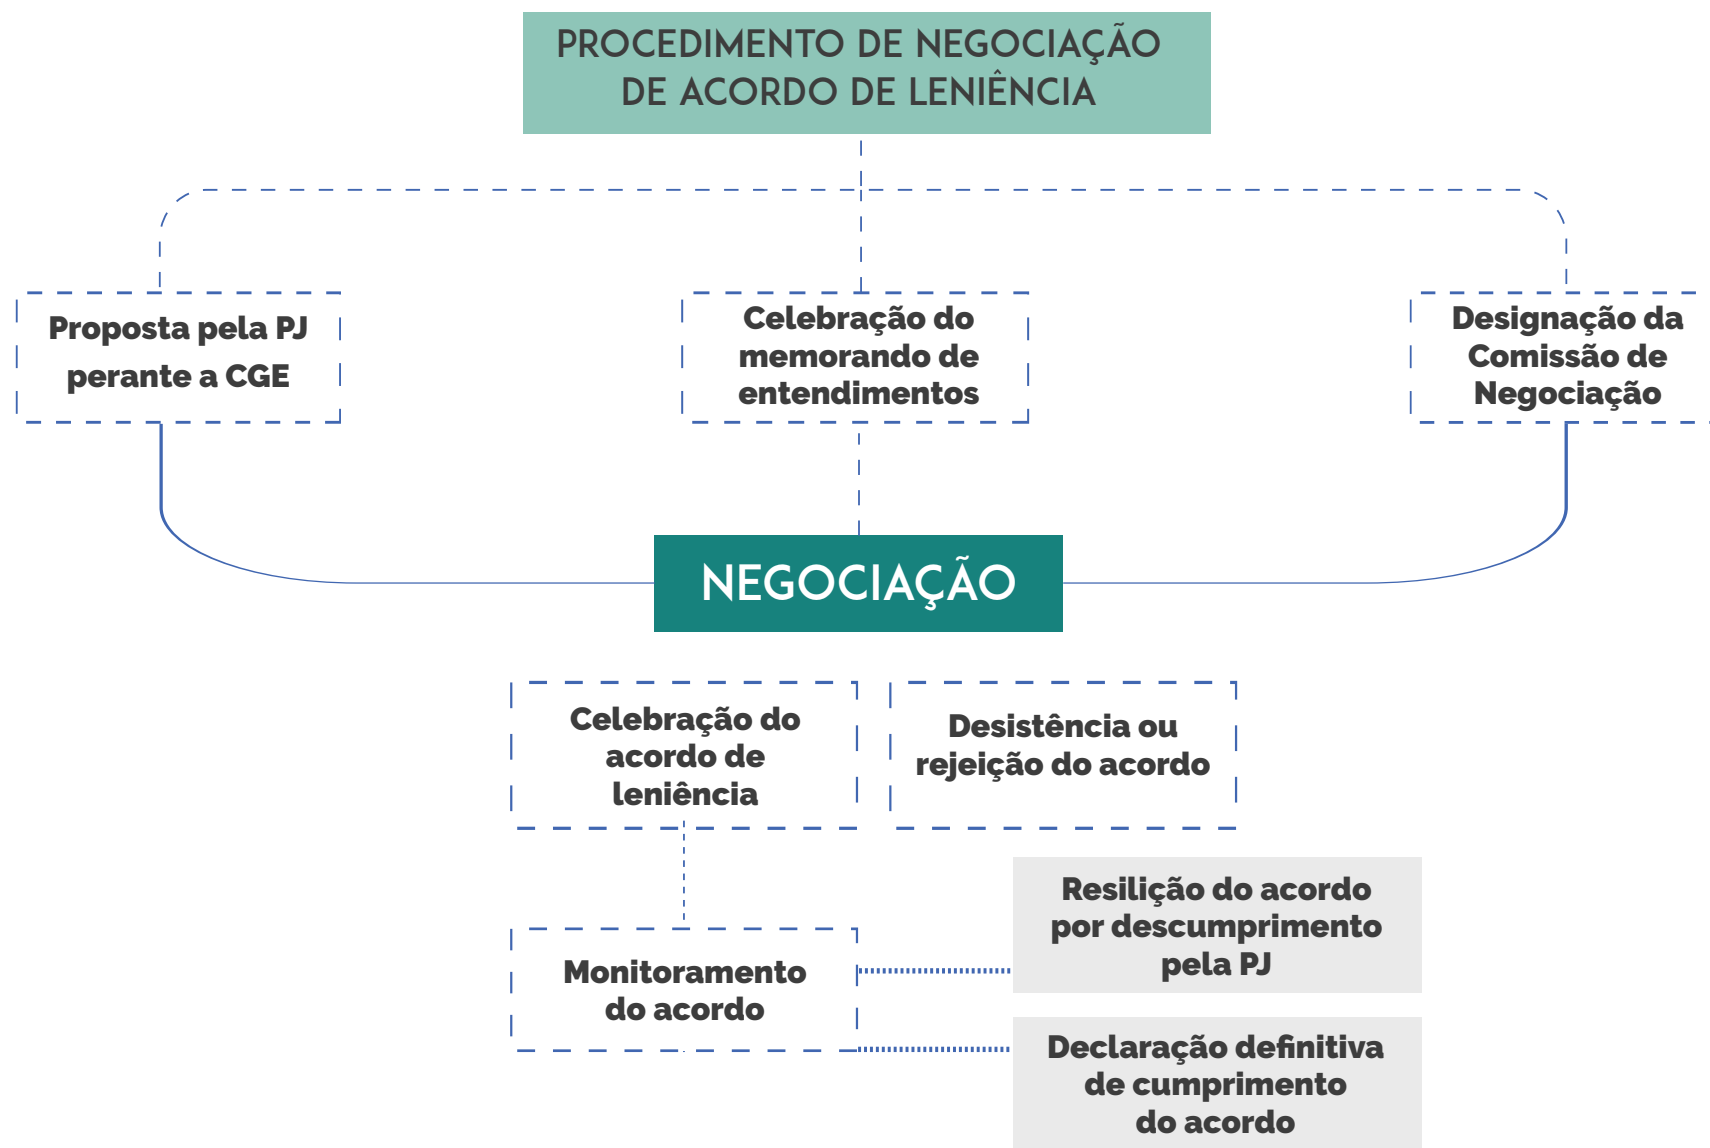 PROCEDIMENTO DE NEGOCIAÇÃO
DE ACORDO DE LENIÊNCIA
Proposta pela PJ
perante a CGE
Celebração do
memorando de
entendimentos
Designação da
Comissão de
Negociação
NEGOCIAÇÃO
Celebração do
acordo de
leniência
Desistência ou
rejeição do acordo
Monitoramento
do acordo
Resilição do acordo
por descumprimento
pela PJ
Declaração definitiva
de cumprimento
do acordo